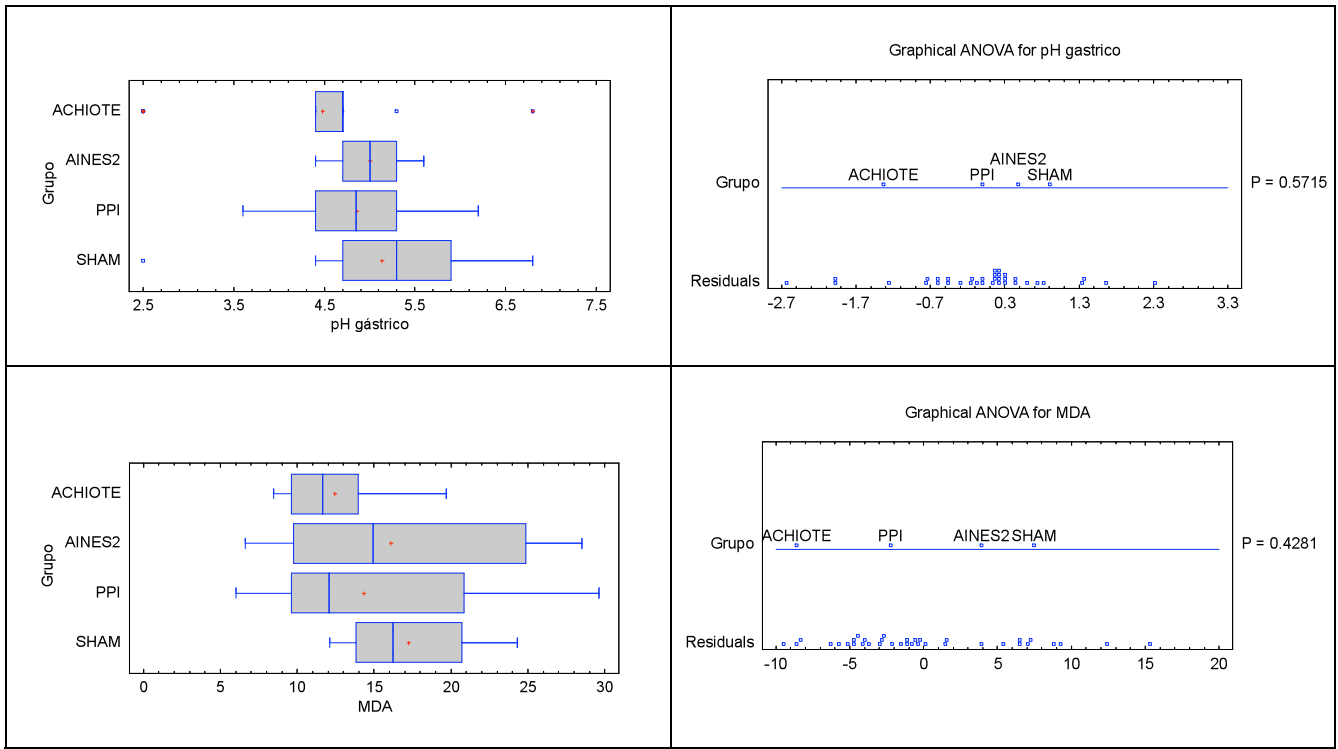 ACHIOTE
AINES2
PPI
SHAM
Grupo
2.5 3.5 4.5 5.5 6.5 7.5
pH gástrico
Graphical ANOVA for pH gastrico
AINES2
ACHIOTE PPI SHAM
Grupo
P = 0.5715
Residuals
-2.7 -1.7 -0.7 0.3 1.3 2.3 3.3
ACHIOTE
AINES2
PPI
SHAM
Grupo
0 5 10 15 20 25 30
MDA
Graphical ANOVA for MDA
ACHIOTE PPI AINES2 SHAM
Grupo
P = 0.4281
Residuals
-10 -5 0 5 10 15 20